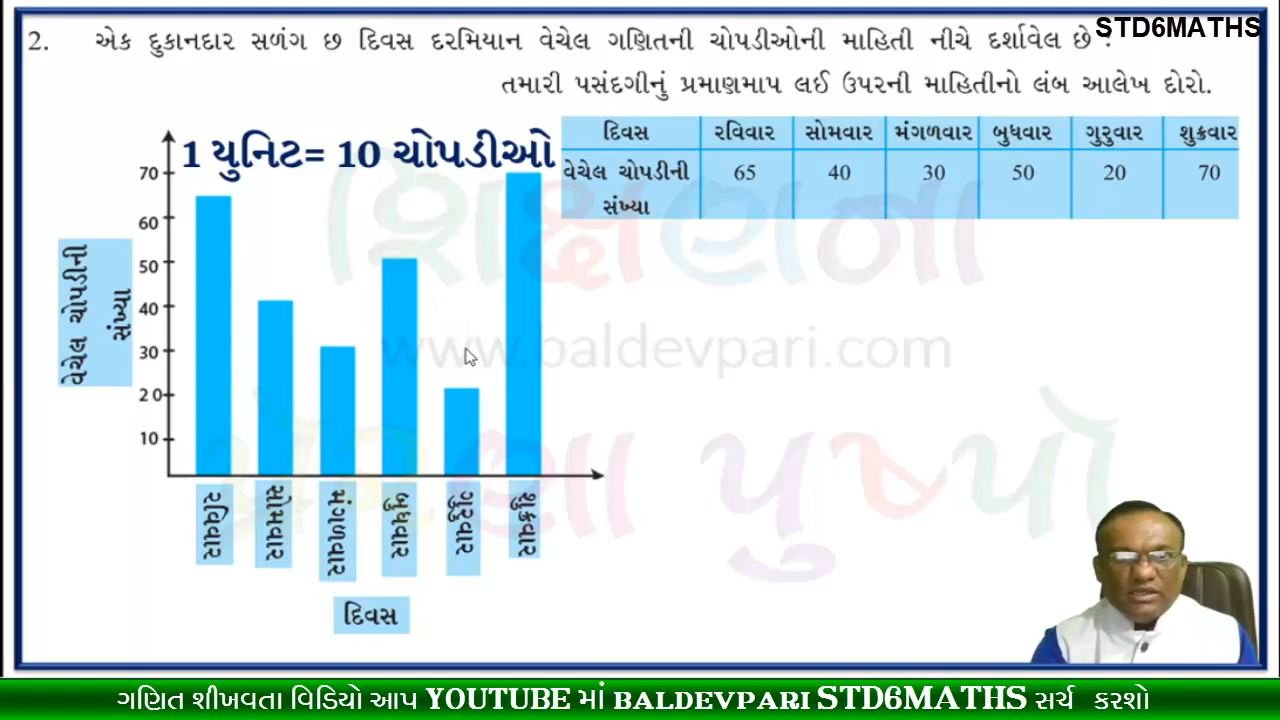 STD6MATHS
2. એક દુકાનદાર સળંગ છ દિવસ દરમિયાન વેચેલ ગણિતની ચોપડીઓની માહિતી નીચે દર્શાવેલ છે :
તમારી પસંદગીનું પ્રમાણમાપ લઈ ઉપરની માહિતીનો લંબ આલેખ દોરો.
દિવસ રવિવાર સોમવાર મંગળવાર બુધવાર ગુરુવાર શુક્રવાર
વેચેલ ચોપડીની 65 40 30 50 20 70
સંખ્યા
1 યુનિટ= 10 ચોપડીઓ
વેચેલ ચોપડીની
સંખ્યા
70
60
50
40
30
20
10
રવિવાર
સોમવાર
મંગળવાર
બુધવાર
ગુરુવાર
શુક્રવાર
દિવસ
શિક્ષણના
www.baldevpari.com
પ્રેરણા પુષ્પો
ગણિત શીખવતા વિડિયો આપ YOUTUBE માં BALDEVPARI STD6MATHS સર્ચ કરશો